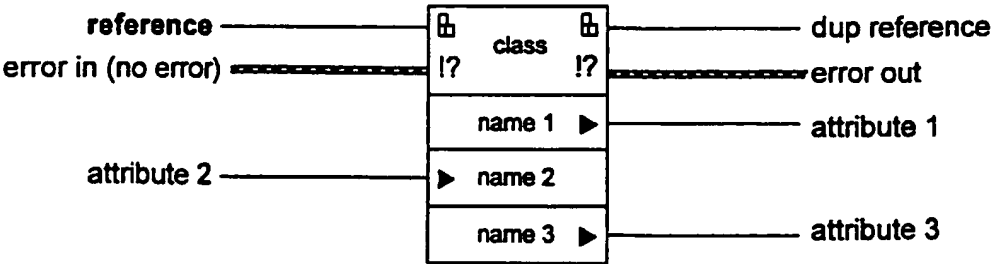 reference class dup reference
error in (no error) !? !? error out
name 1 attribute 1
attribute 2 name 2
name 3 attribute 3